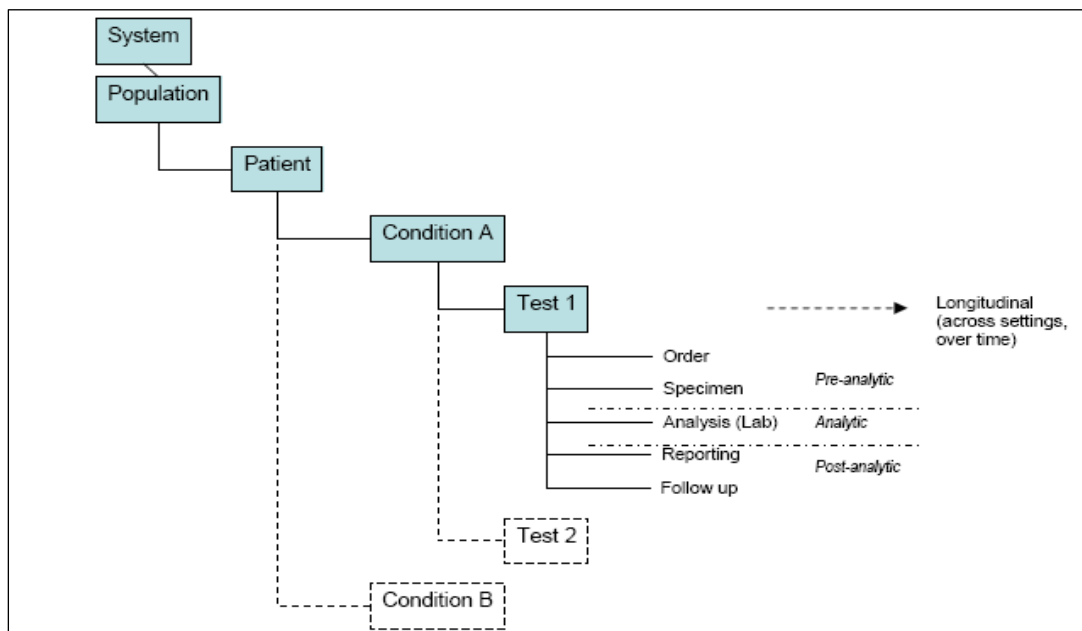 System
Population
Patient
Condition A
Test 1
Longitudinal
(across settings,
over time)
Order
Pre-analytic
Specimen
Analysis (Lab)
Analytic
Reporting
Post-analytic
Follow up
Test 2
Condition B